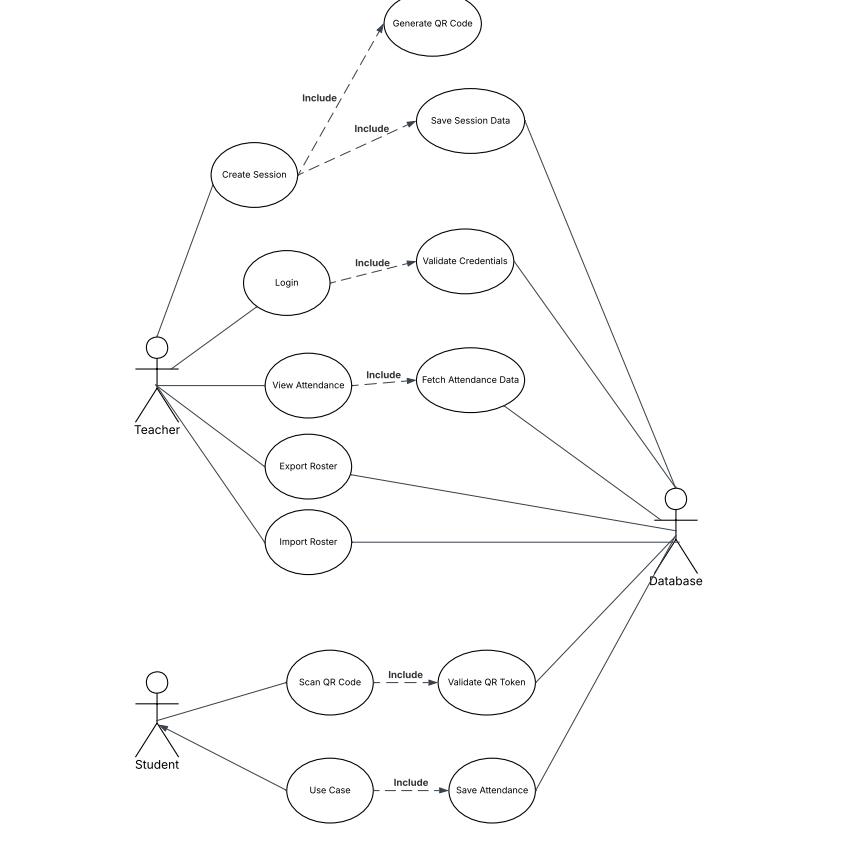 Generate QR Code
Include
Save Session Data
Include
Create Session
Validate Credentials
Include
Login
Fetch Attendance Data
Include
View Attendance
Teacher
Export Roster
Import Roster
Database
Include
Scan QR Code
Validate QR Token
Student
Include
Use Case
Save Attendance